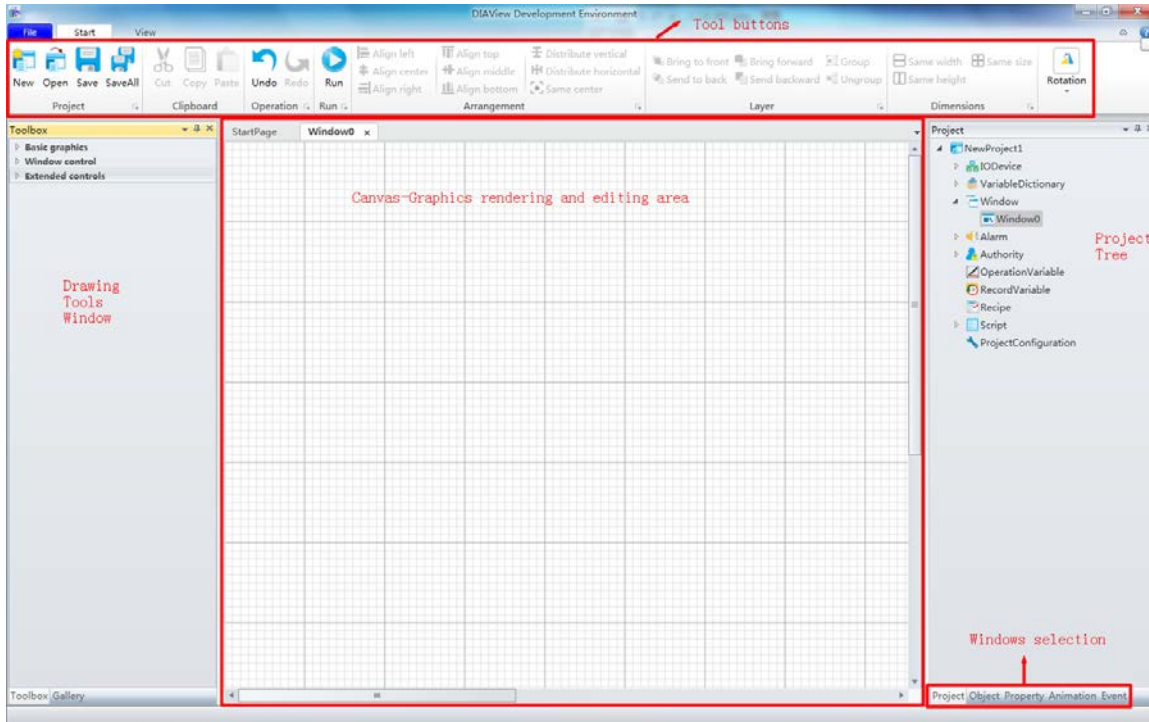 DIAView Development Environment
Tool buttons
File Start View
New Open Save SaveAll Cut Copy Paste Undo Redo Run
Align left Align top Distribute vertical
Align center Align middle Distribute horizontal
Align right Align bottom Same center
Bring to front Bring forward Group
Send to back Send backward Ungroup
Same width Same size
Same height
Rotation
Project Clipboard Operation Run Arrangement Layer Dimensions
Toolbox
Basic graphics
Window control
Extended controls
Drawing
Tools
Window
StartPage Window0 x
Canvas-Graphics rendering and editing area
Project
NewProject1
IODevice
VariableDictionary
Window
Window0
Alarm
Authority
OperationVariable
RecordVariable
Recipe
Script
ProjectConfiguration
Project
Tree
Windows selection
Toolbox Gallery
Project Object Property Animation Event